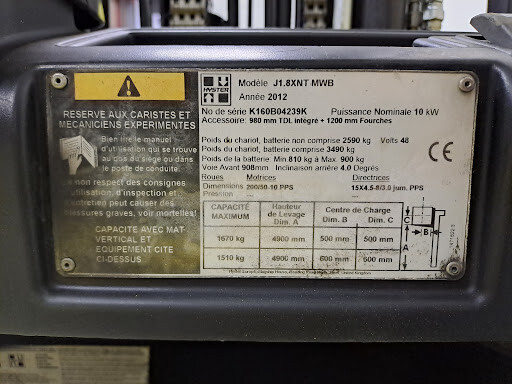 HYSTER
Modèle J1.8XNT MWB
Année 2012
No de série K160B04239K Puissance Nominale 10 kW
Accessoire: 980 mm TDL intégré + 1200 mm Fourches
Poids du chariot, batterie non comprise 2590 kg Volts 48
Poids du chariot, batterie comprise 3490 kg
Poids de la batterie Min 810 kg À Max. 900 kg
Voie Avant 908mm Inclinaison arrière 4.0 Degrés
Roues Motrices Directrices
Dimensions 200/50-10 PPS 15X4.5-8/3.0 jum. PPS
Pression
CE
RESERVE AUX CARISTES ET
MECANICIENS EXPERIMENTES
Bien lire le manuel
d'utilisation qui se trouve
au dos du siège ou dans
le poste de conduite.
Le non respect des consignes
d'utilisation, d'inspection et
d'entretien peut causer des
blessures graves, voir mortelles!
CAPACITE AVEC MAT-
VERTICAL ET
EQUIPEMENT CITE
CI-DESSUS
CAPACITÉ MAXIMUM Hauteur de Levage Dim. A Centre de Charge Dim. B Dim. C
1670 kg 4900 mm 500 mm 500 mm
1510 kg 4900 mm 600 mm 500 mm
C
B
A